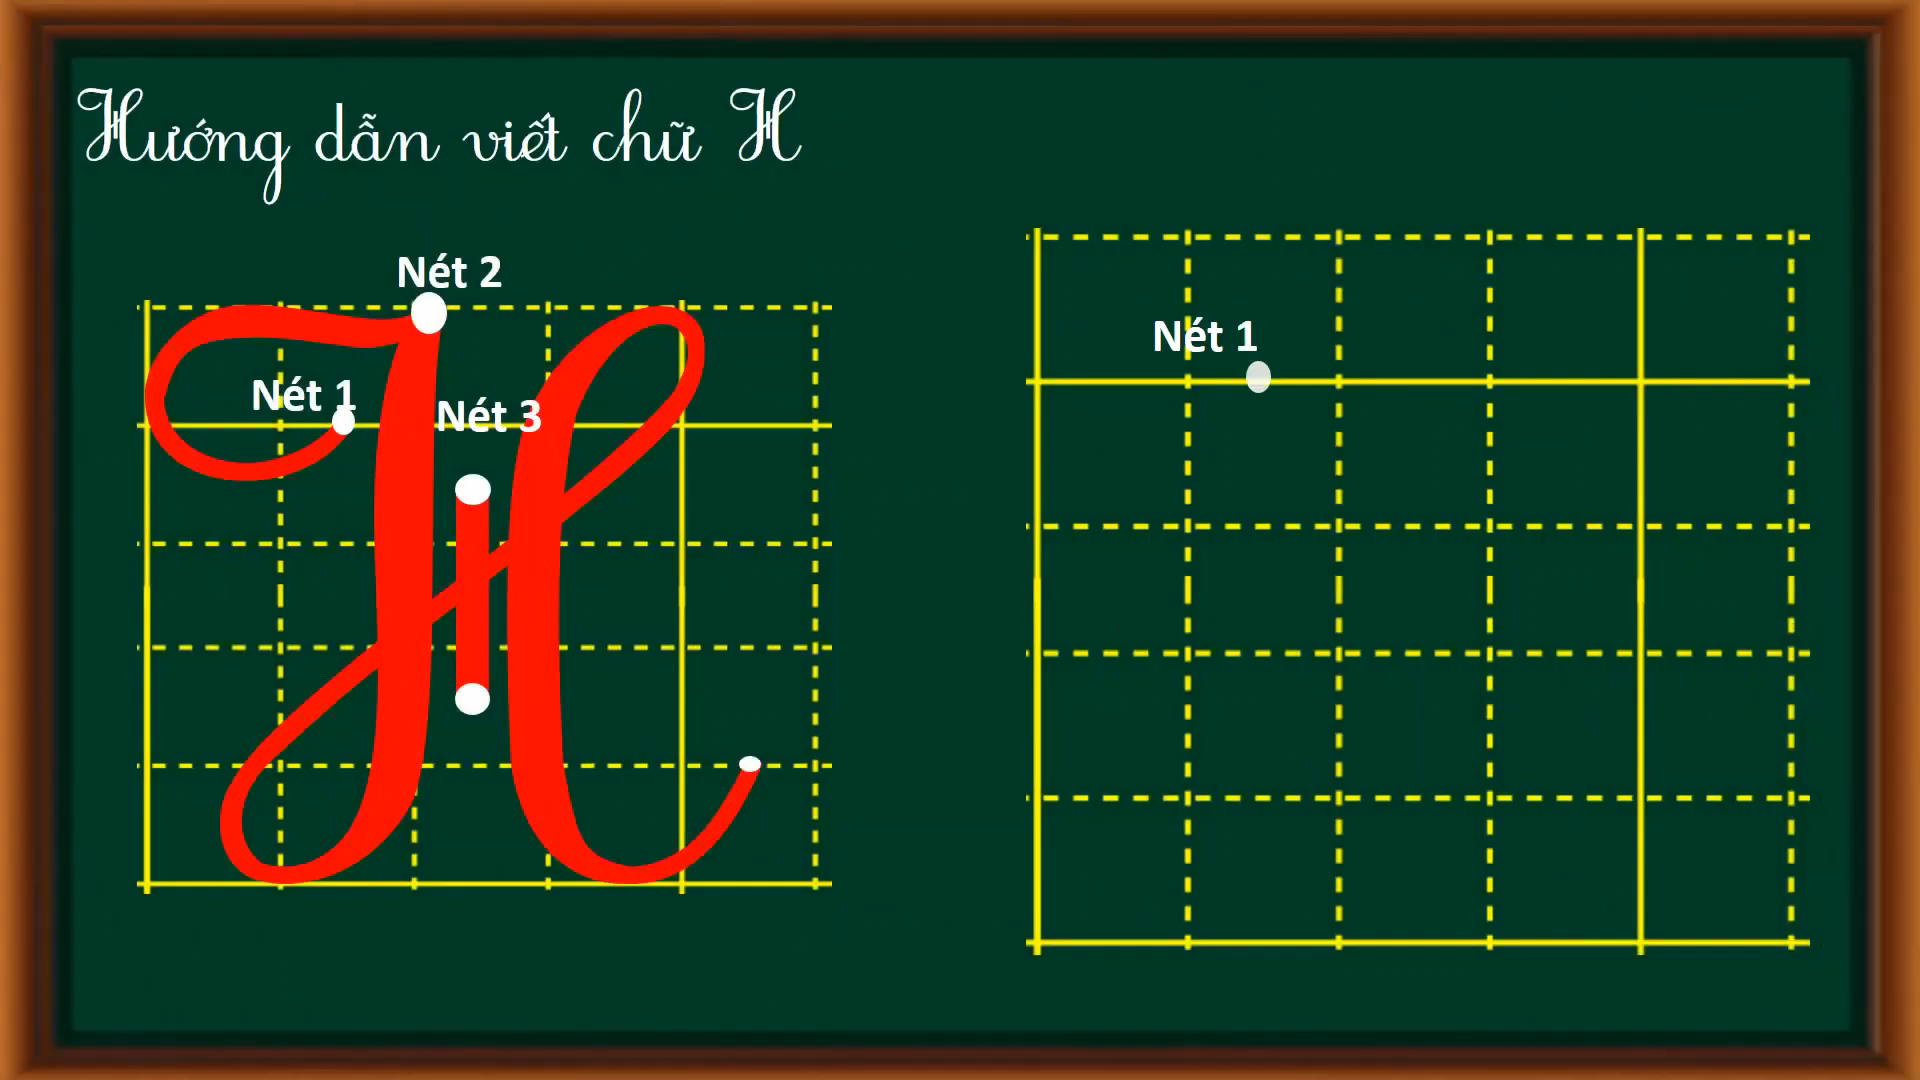 Hướng dẫn viết chữ H
Nét 2
Nét 1
Nét 3
H
Nét 1